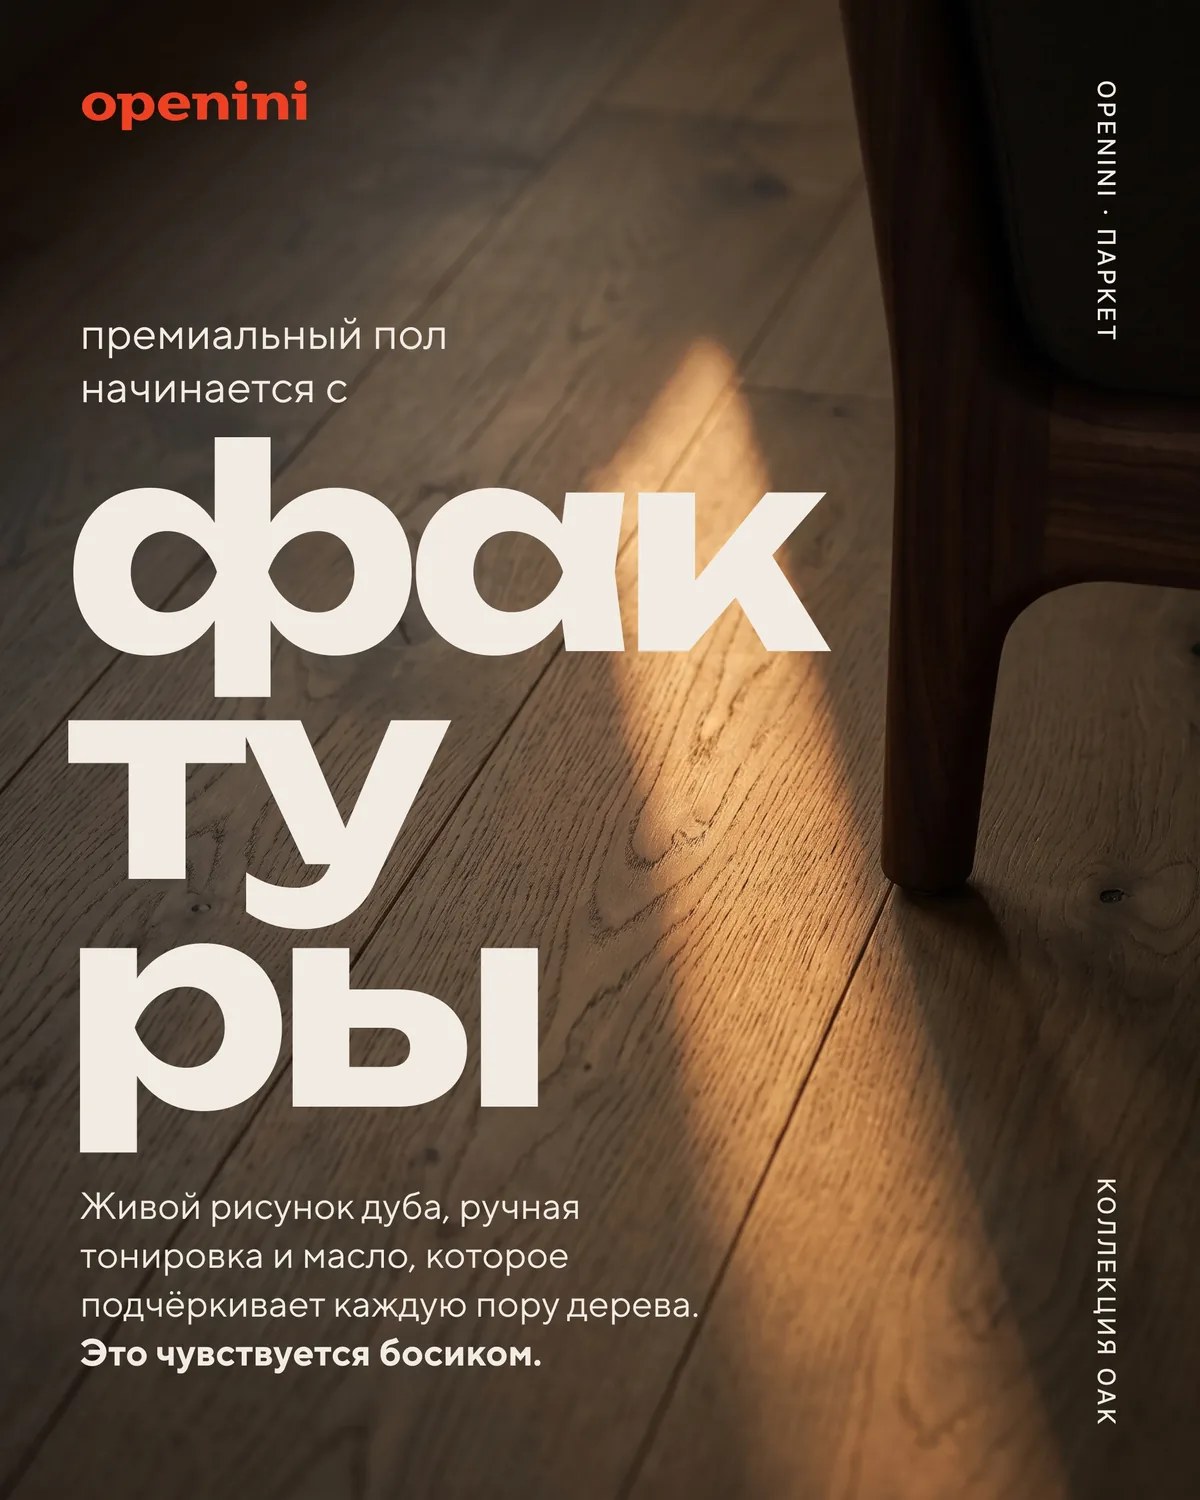 openini
OPENINI · ПАРКЕТ
премиальный пол
начинается с
фак
ту
ры
Живой рисунок дуба, ручная
тонировка и масло, которое
подчёркивает каждую пору дерева.
Это чувствуется босиком.
КОЛЛЕКЦИЯ OAK